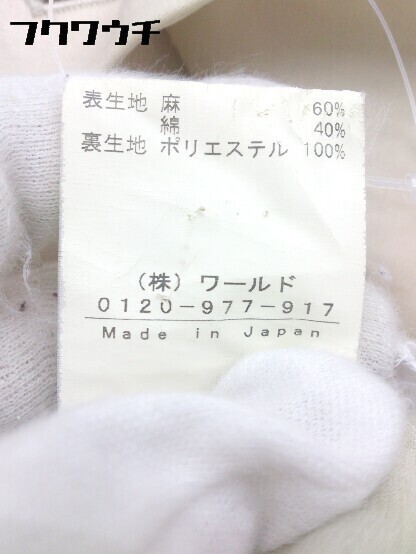 フクワウチ
表生地 麻 60%
綿 40%
裏生地 ポリエステル 100%
(株) ワールド
0120-977-917
Made in Japan